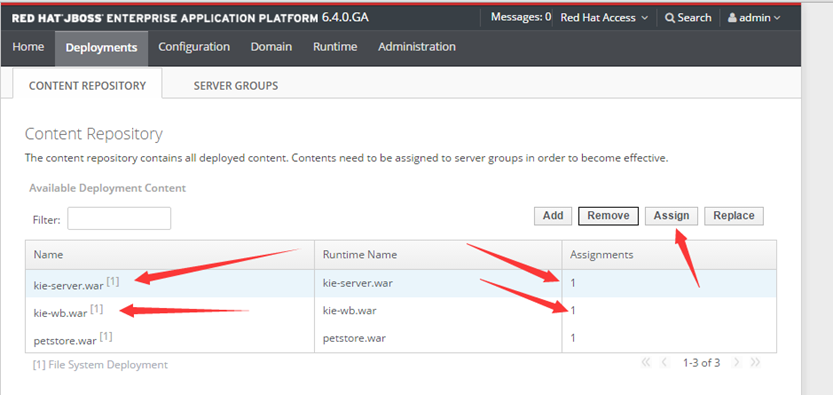 RED HAT JBOSS ENTERPRISE APPLICATION PLATFORM 6.4.0.GA Messages: 0 Red Hat Access Search admin
Home Deployments Configuration Domain Runtime Administration
CONTENT REPOSITORY SERVER GROUPS
Content Repository
The content repository contains all deployed content. Contents need to be assigned to server groups in order to become effective.
Available Deployment Content
Filter: Add Remove Assign Replace
Name Runtime Name Assignments
kie-server.war [1] kie-server.war 1
kie-wb.war [1] kie-wb.war 1
petstore.war [1] petstore.war 1
[1] File System Deployment 1-3 of 3